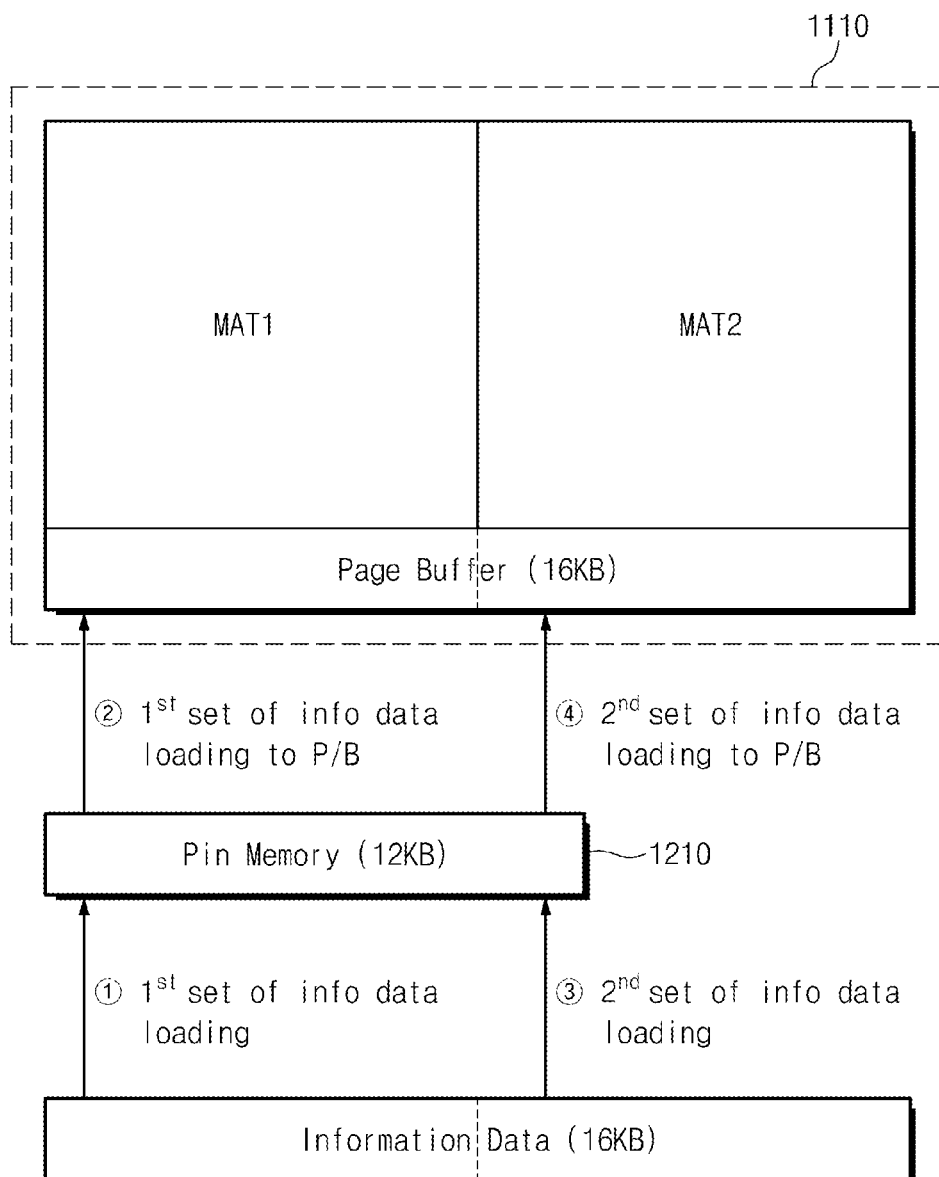 1110
MAT1
MAT2
Page Buffer (16KB)
② 1st set of info data
loading to P/B
④ 2nd set of info data
loading to P/B
Pin Memory (12KB)
1210
① 1st set of info data
loading
③ 2nd set of info data
loading
Information Data (16KB)